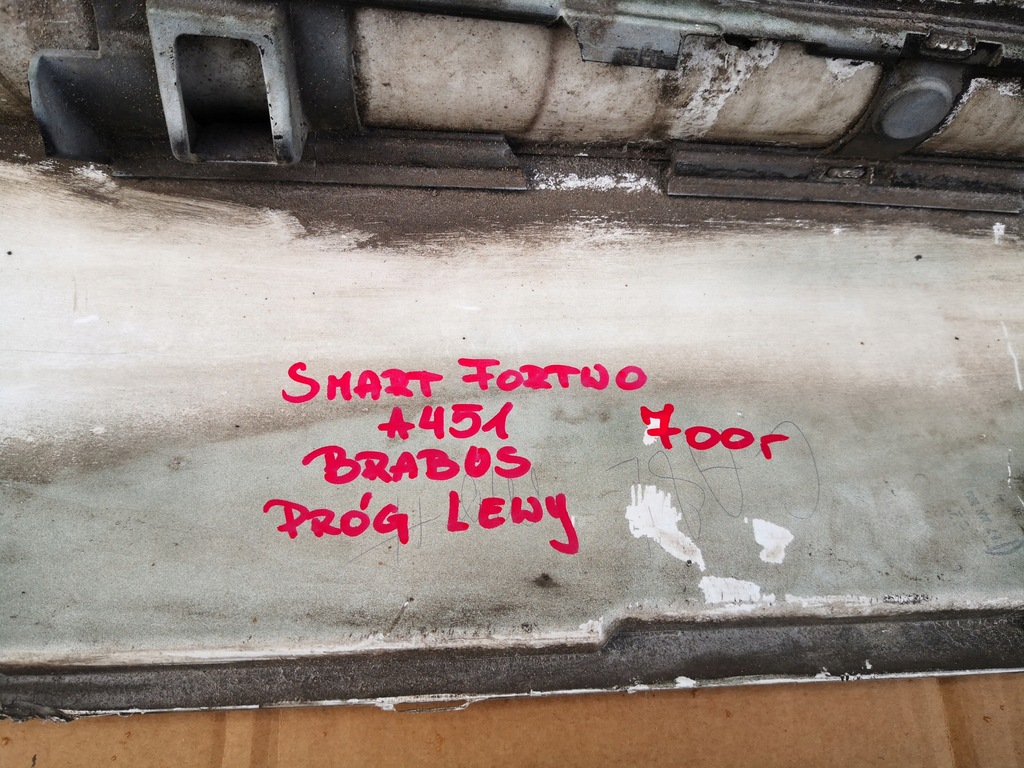 SMART FORTWO
A451
BRABUS
PRÓG LEWY
700r